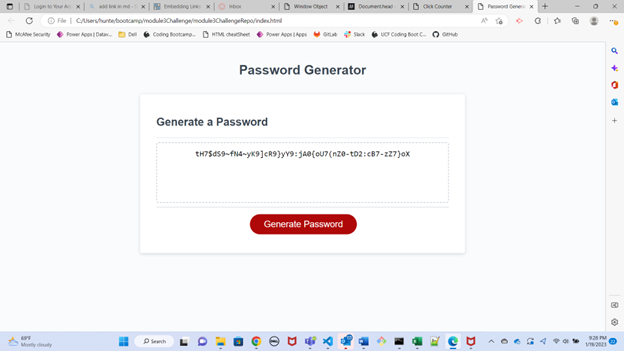 Login to Your Ac
add link in md - S
Embedding Links
Inbox
Window Object
Document.head
Click Counter
Password Genera
File
C:/Users/hunte/bootcamp/module3Challenge/module3ChallengeRepo/index.html
McAfee Security
Power Apps | Datav...
Dell
Coding Bootcamp...
HTML cheatSheet
Power Apps | Apps
GitLab
Slack
UCF Coding Boot C...
GitHub
Password Generator
Generate a Password
tH7$dS9~fN4~yK9]cR9}yY9:jA0{oU7(nZ0-tD2:cB7-zZ7}oX
Generate Password
69°F
Mostly cloudy
Search
9:28 PM
1/18/2023